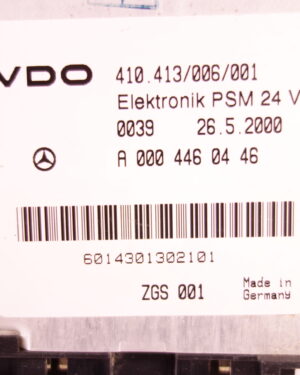 VDO 410.413/006/001
Elektronik PSM 24 V
0039 26.5.2000
A 000 446 04 46
6014301302101
ZGS 001 Made in
Germany